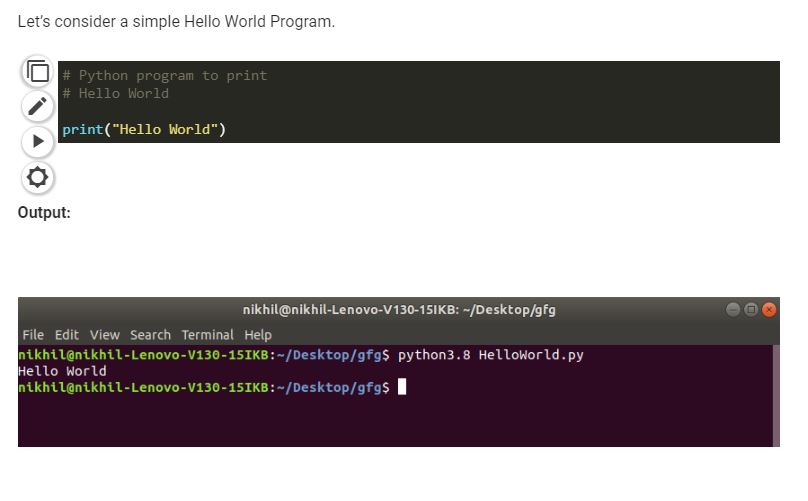 Let’s consider a simple Hello World Program.
# Python program to print
# Hello World
print("Hello World")
Output:
nikhil@nikhil-Lenovo-V130-15IKB: ~/Desktop/gfg
File Edit View Search Terminal Help
nikhil@nikhil-Lenovo-V130-15IKB:~/Desktop/gfg$ python3.8 HelloWorld.py
Hello World
nikhil@nikhil-Lenovo-V130-15IKB:~/Desktop/gfg$